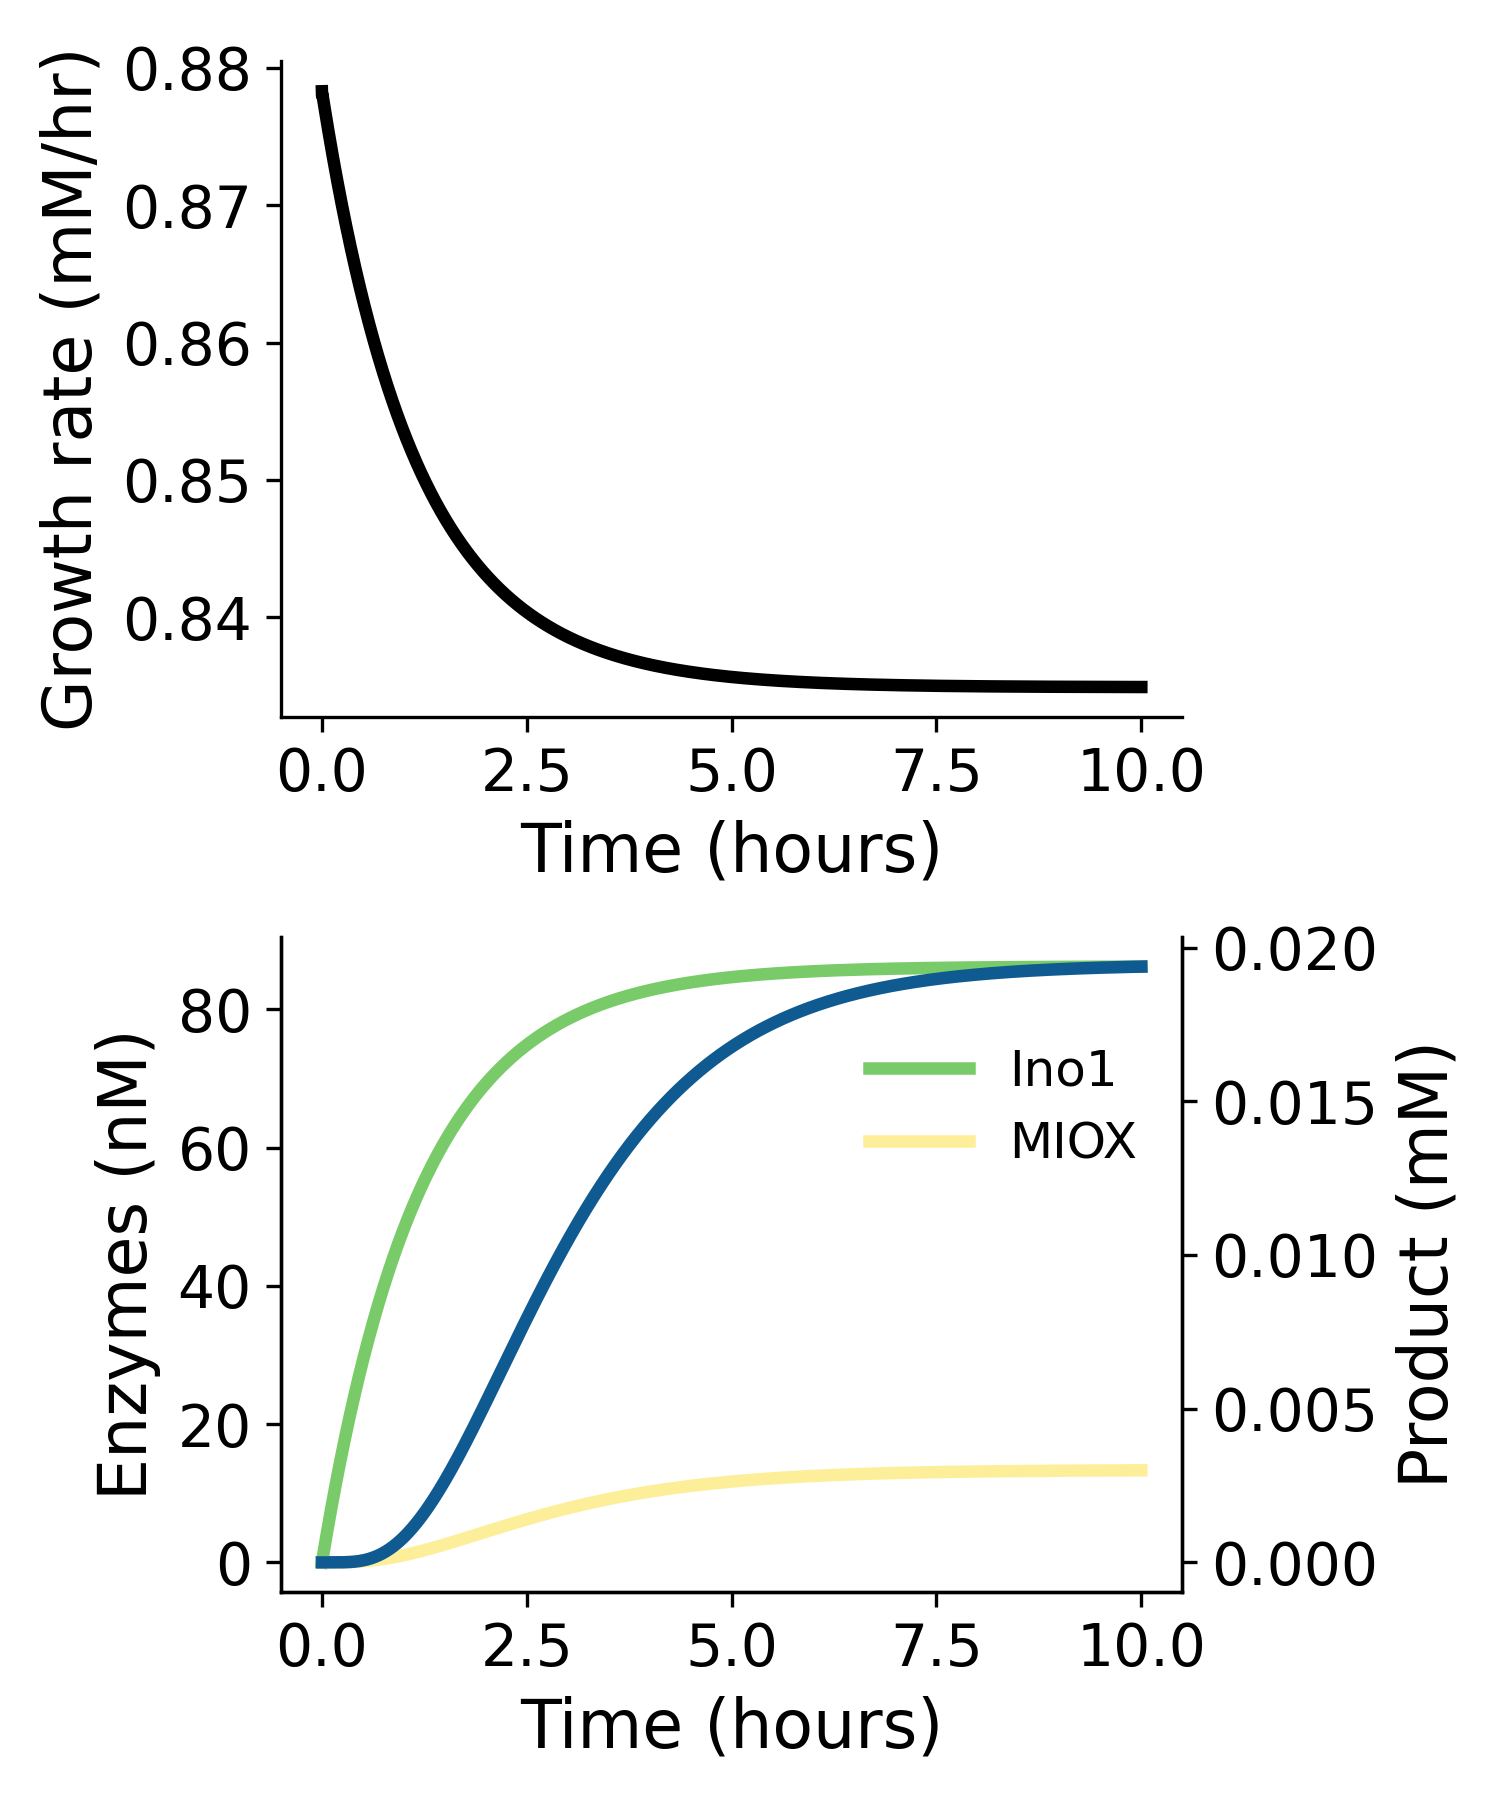 Growth rate (mM/hr)
0.88
0.87
0.86
0.85
0.84
0.0 2.5 5.0 7.5 10.0
Time (hours)
Enzymes (nM)
80
60
40
20
0
Ino1
MIOX
0.020
0.015
0.010
0.005
0.000
Product (mM)
0.0 2.5 5.0 7.5 10.0
Time (hours)